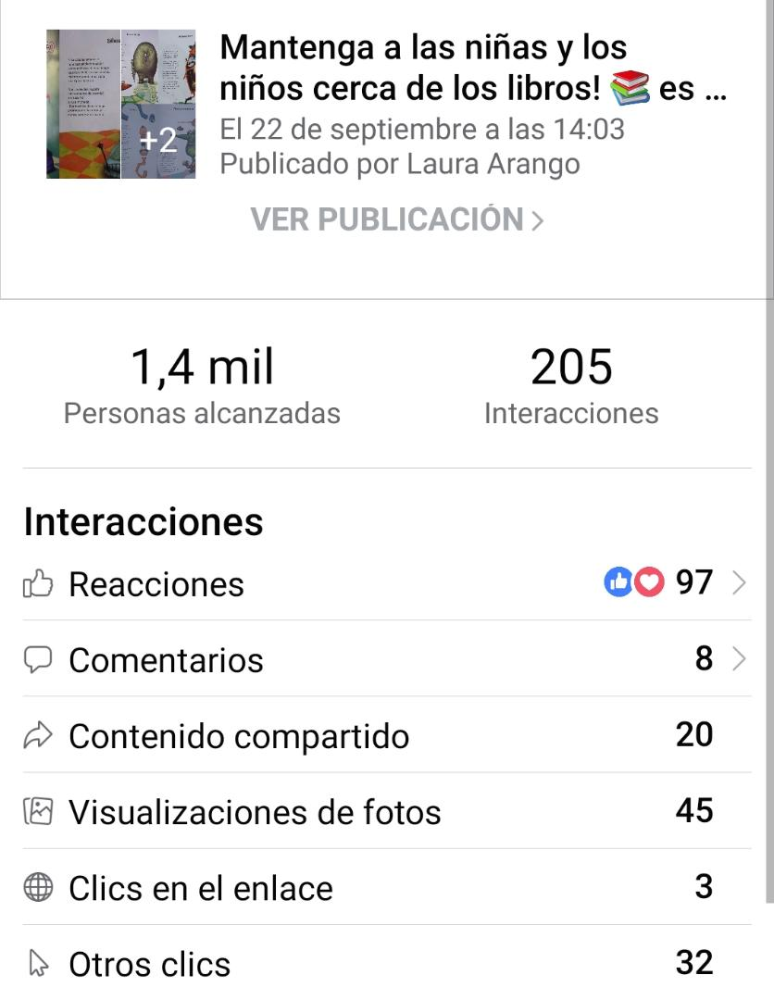 Mantenga a las niñas y los
niños cerca de los libros! 📚 es ...
+2
El 22 de septiembre a las 14:03
Publicado por Laura Arango
VER PUBLICACIÓN
1,4 mil 205
Personas alcanzadas Interacciones
Interacciones
Reacciones 97
Comentarios 8
Contenido compartido 20
Visualizaciones de fotos 45
Clics en el enlace 3
Otros clics 32